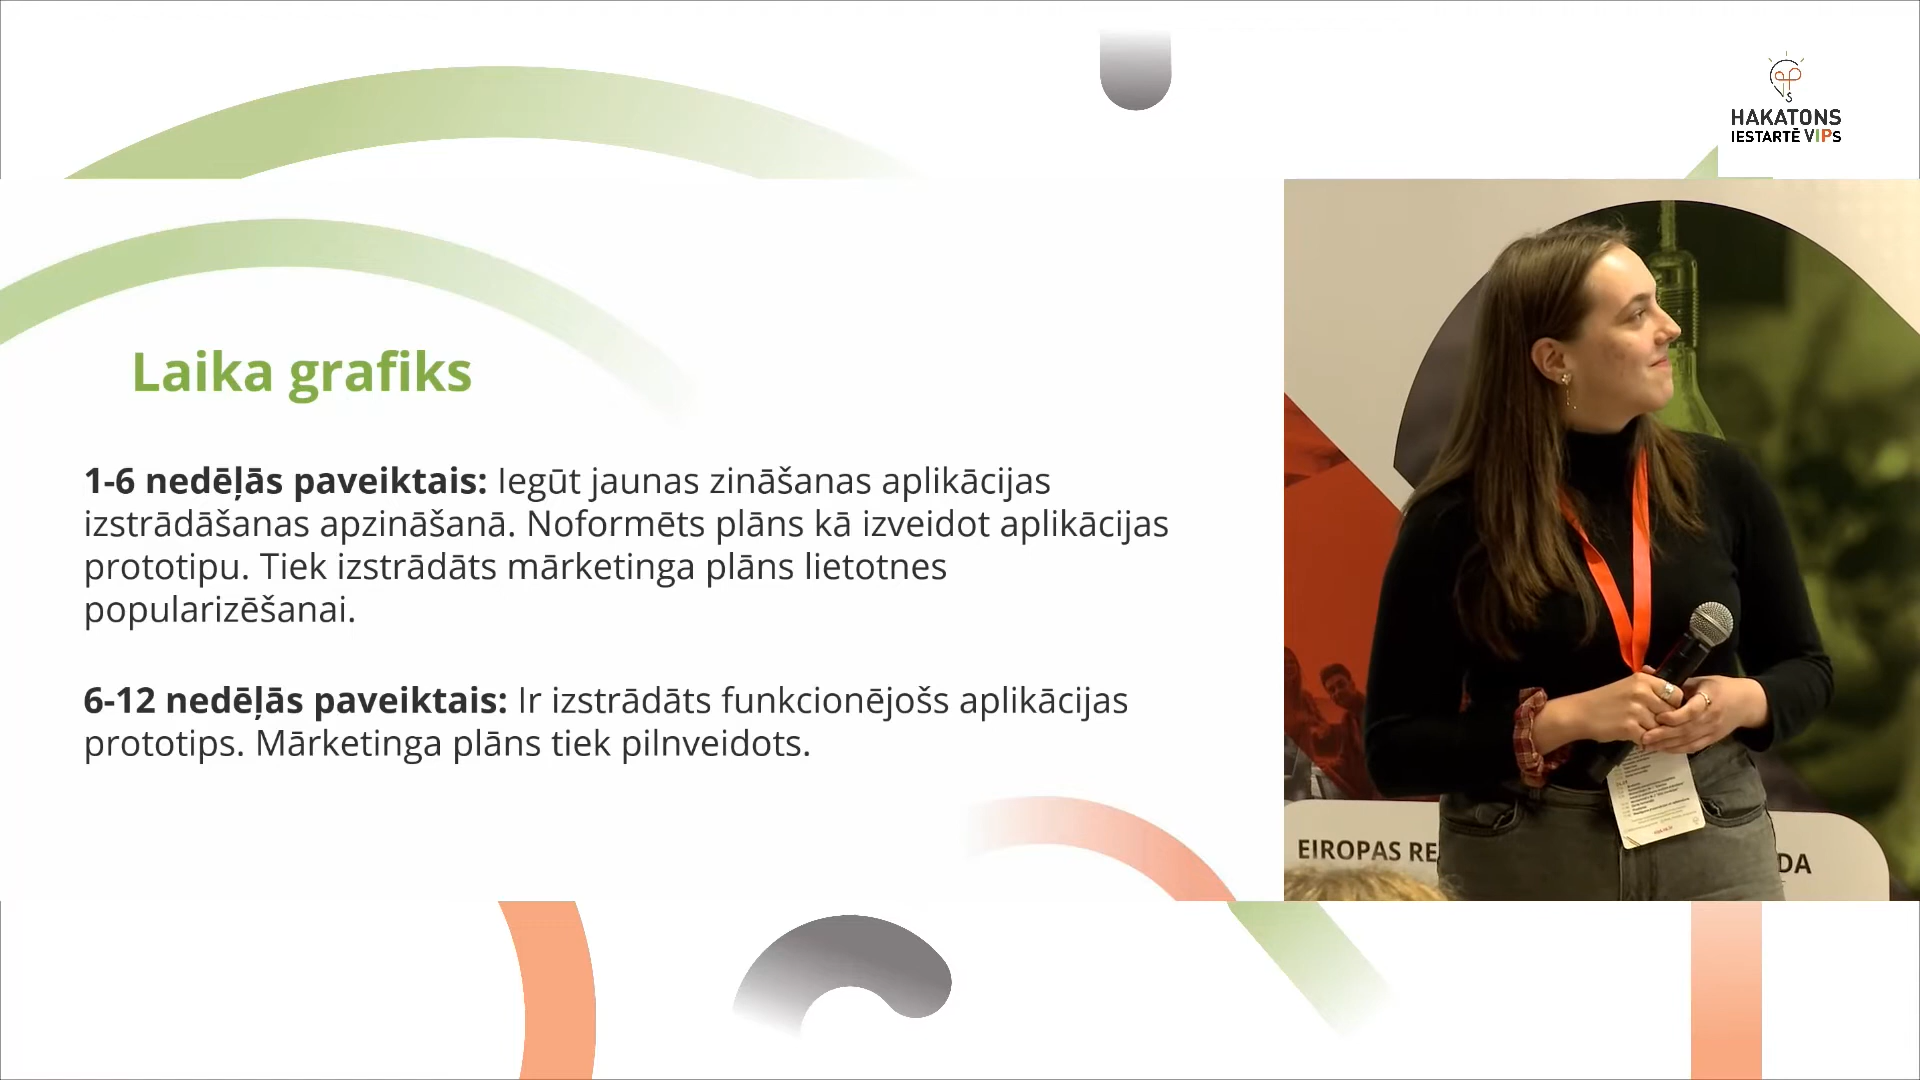 HAKATONS
IESTARTĒ VIPS
Laika grafiks
1-6 nedēļās paveiktais: Iegūt jaunas zināšanas aplikācijas
izstrādāšanas apzināšanā. Noformēts plāns kā izveidot aplikācijas
prototipu. Tiek izstrādāts mārketinga plāns lietotnes
popularizēšanai.
6-12 nedēļās paveiktais: Ir izstrādāts funkcionējošs aplikācijas
prototips. Mārketinga plāns tiek pilnveidots.
EIROPAS RE
DA